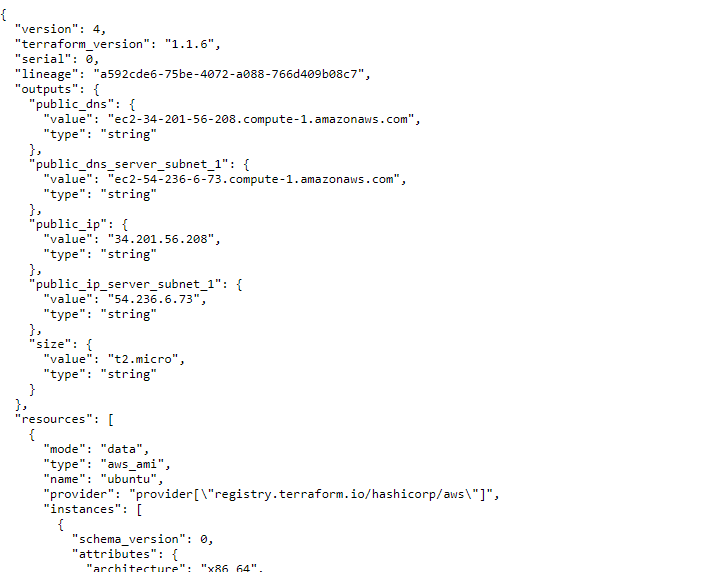 {
"version": 4,
"terraform_version": "1.1.6",
"serial": 0,
"lineage": "a592cde6-75be-4072-a088-766d409b08c7",
"outputs": {
"public_dns": {
"value": "ec2-34-201-56-208.compute-1.amazonaws.com",
"type": "string"
},
"public_dns_server_subnet_1": {
"value": "ec2-54-236-6-73.compute-1.amazonaws.com",
"type": "string"
},
"public_ip": {
"value": "34.201.56.208",
"type": "string"
},
"public_ip_server_subnet_1": {
"value": "54.236.6.73",
"type": "string"
},
"size": {
"value": "t2.micro",
"type": "string"
}
},
"resources": [
{
"mode": "data",
"type": "aws_ami",
"name": "ubuntu",
"provider": "provider[\"registry.terraform.io/hashicorp/aws\"]",
"instances": [
{
"schema_version": 0,
"attributes": {
"architecture": "x86_64",